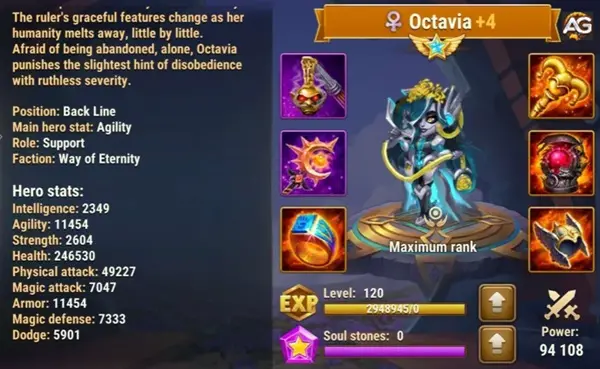 The ruler's graceful features change as her
humanity melts away, little by little.
Afraid of being abandoned, alone, Octavia
punishes the slightest hint of disobedience
with ruthless severity.
Position: Back Line
Main hero stat: Agility
Role: Support
Faction: Way of Eternity
Hero stats:
Intelligence: 2349
Agility: 11454
Strength: 2604
Health: 246530
Physical attack: 49227
Magic attack: 7047
Armor: 11454
Magic defense: 7333
Dodge: 5901
Octavia +4
AG
Maximum rank
EXP
Level: 120
2948945/0
Soul stones: 0
Power:
94 108